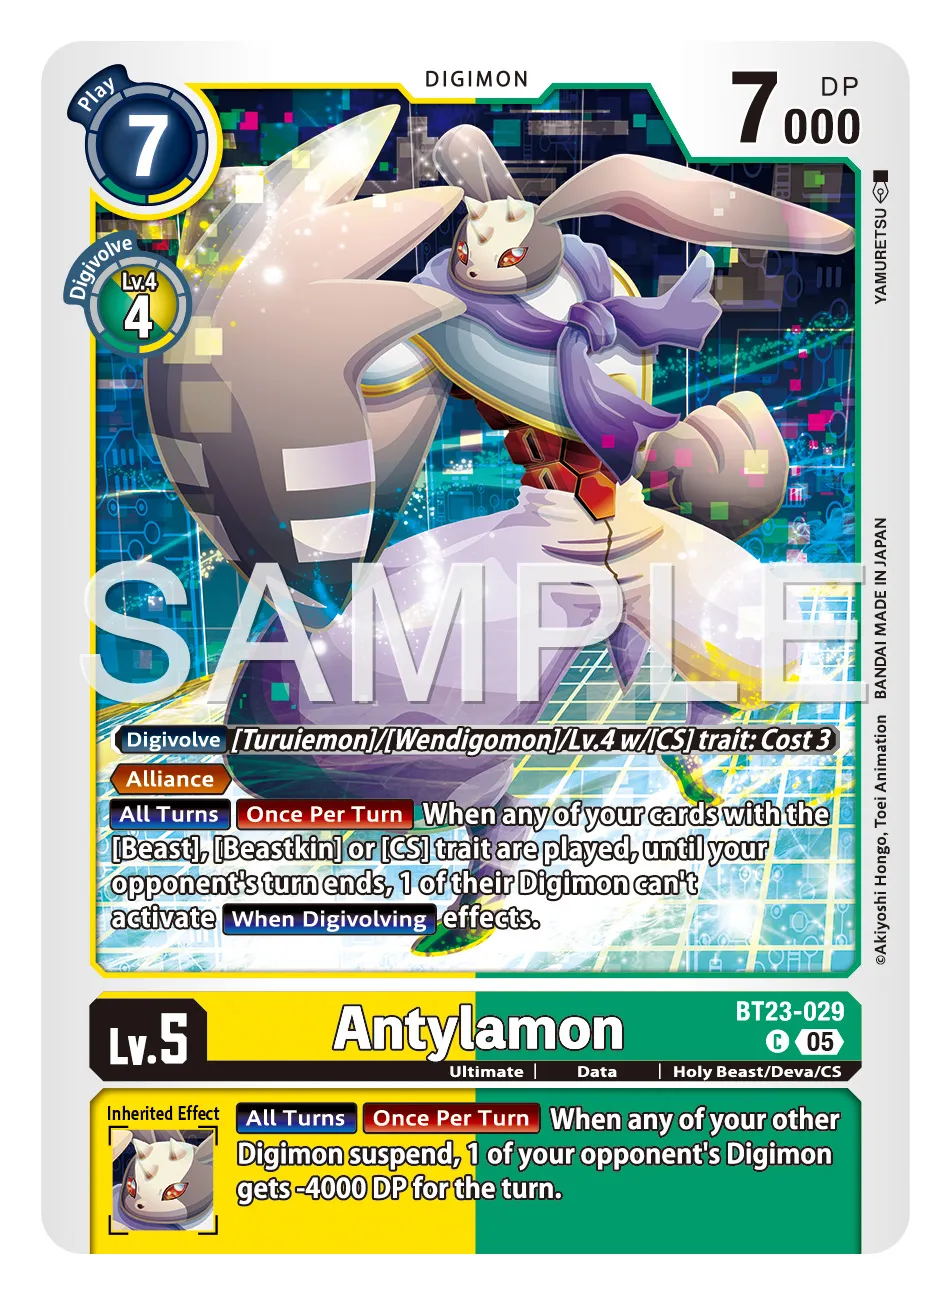 DIGIMON
Play
7
7000
DP
Digivolve
Lv.4
4
YAMURETSU
SAMPLE
©Akiyoshi Hongo, Toei Animation BANDAI MADE IN JAPAN
Digivolve [Turuiemon]/[Wendigomon]/Lv.4 w/[CS] trait: Cost 3
Alliance
All Turns Once Per Turn When any of your cards with the
[Beast], [Beastkin] or [CS] trait are played, until your
opponent's turn ends, 1 of their Digimon can't
activate When Digivolving effects.
Lv.5
Antylamon
BT23-029
C 05
Ultimate | Data | Holy Beast/Deva/CS
Inherited Effect
All Turns Once Per Turn When any of your other
Digimon suspend, 1 of your opponent's Digimon
gets -4000 DP for the turn.